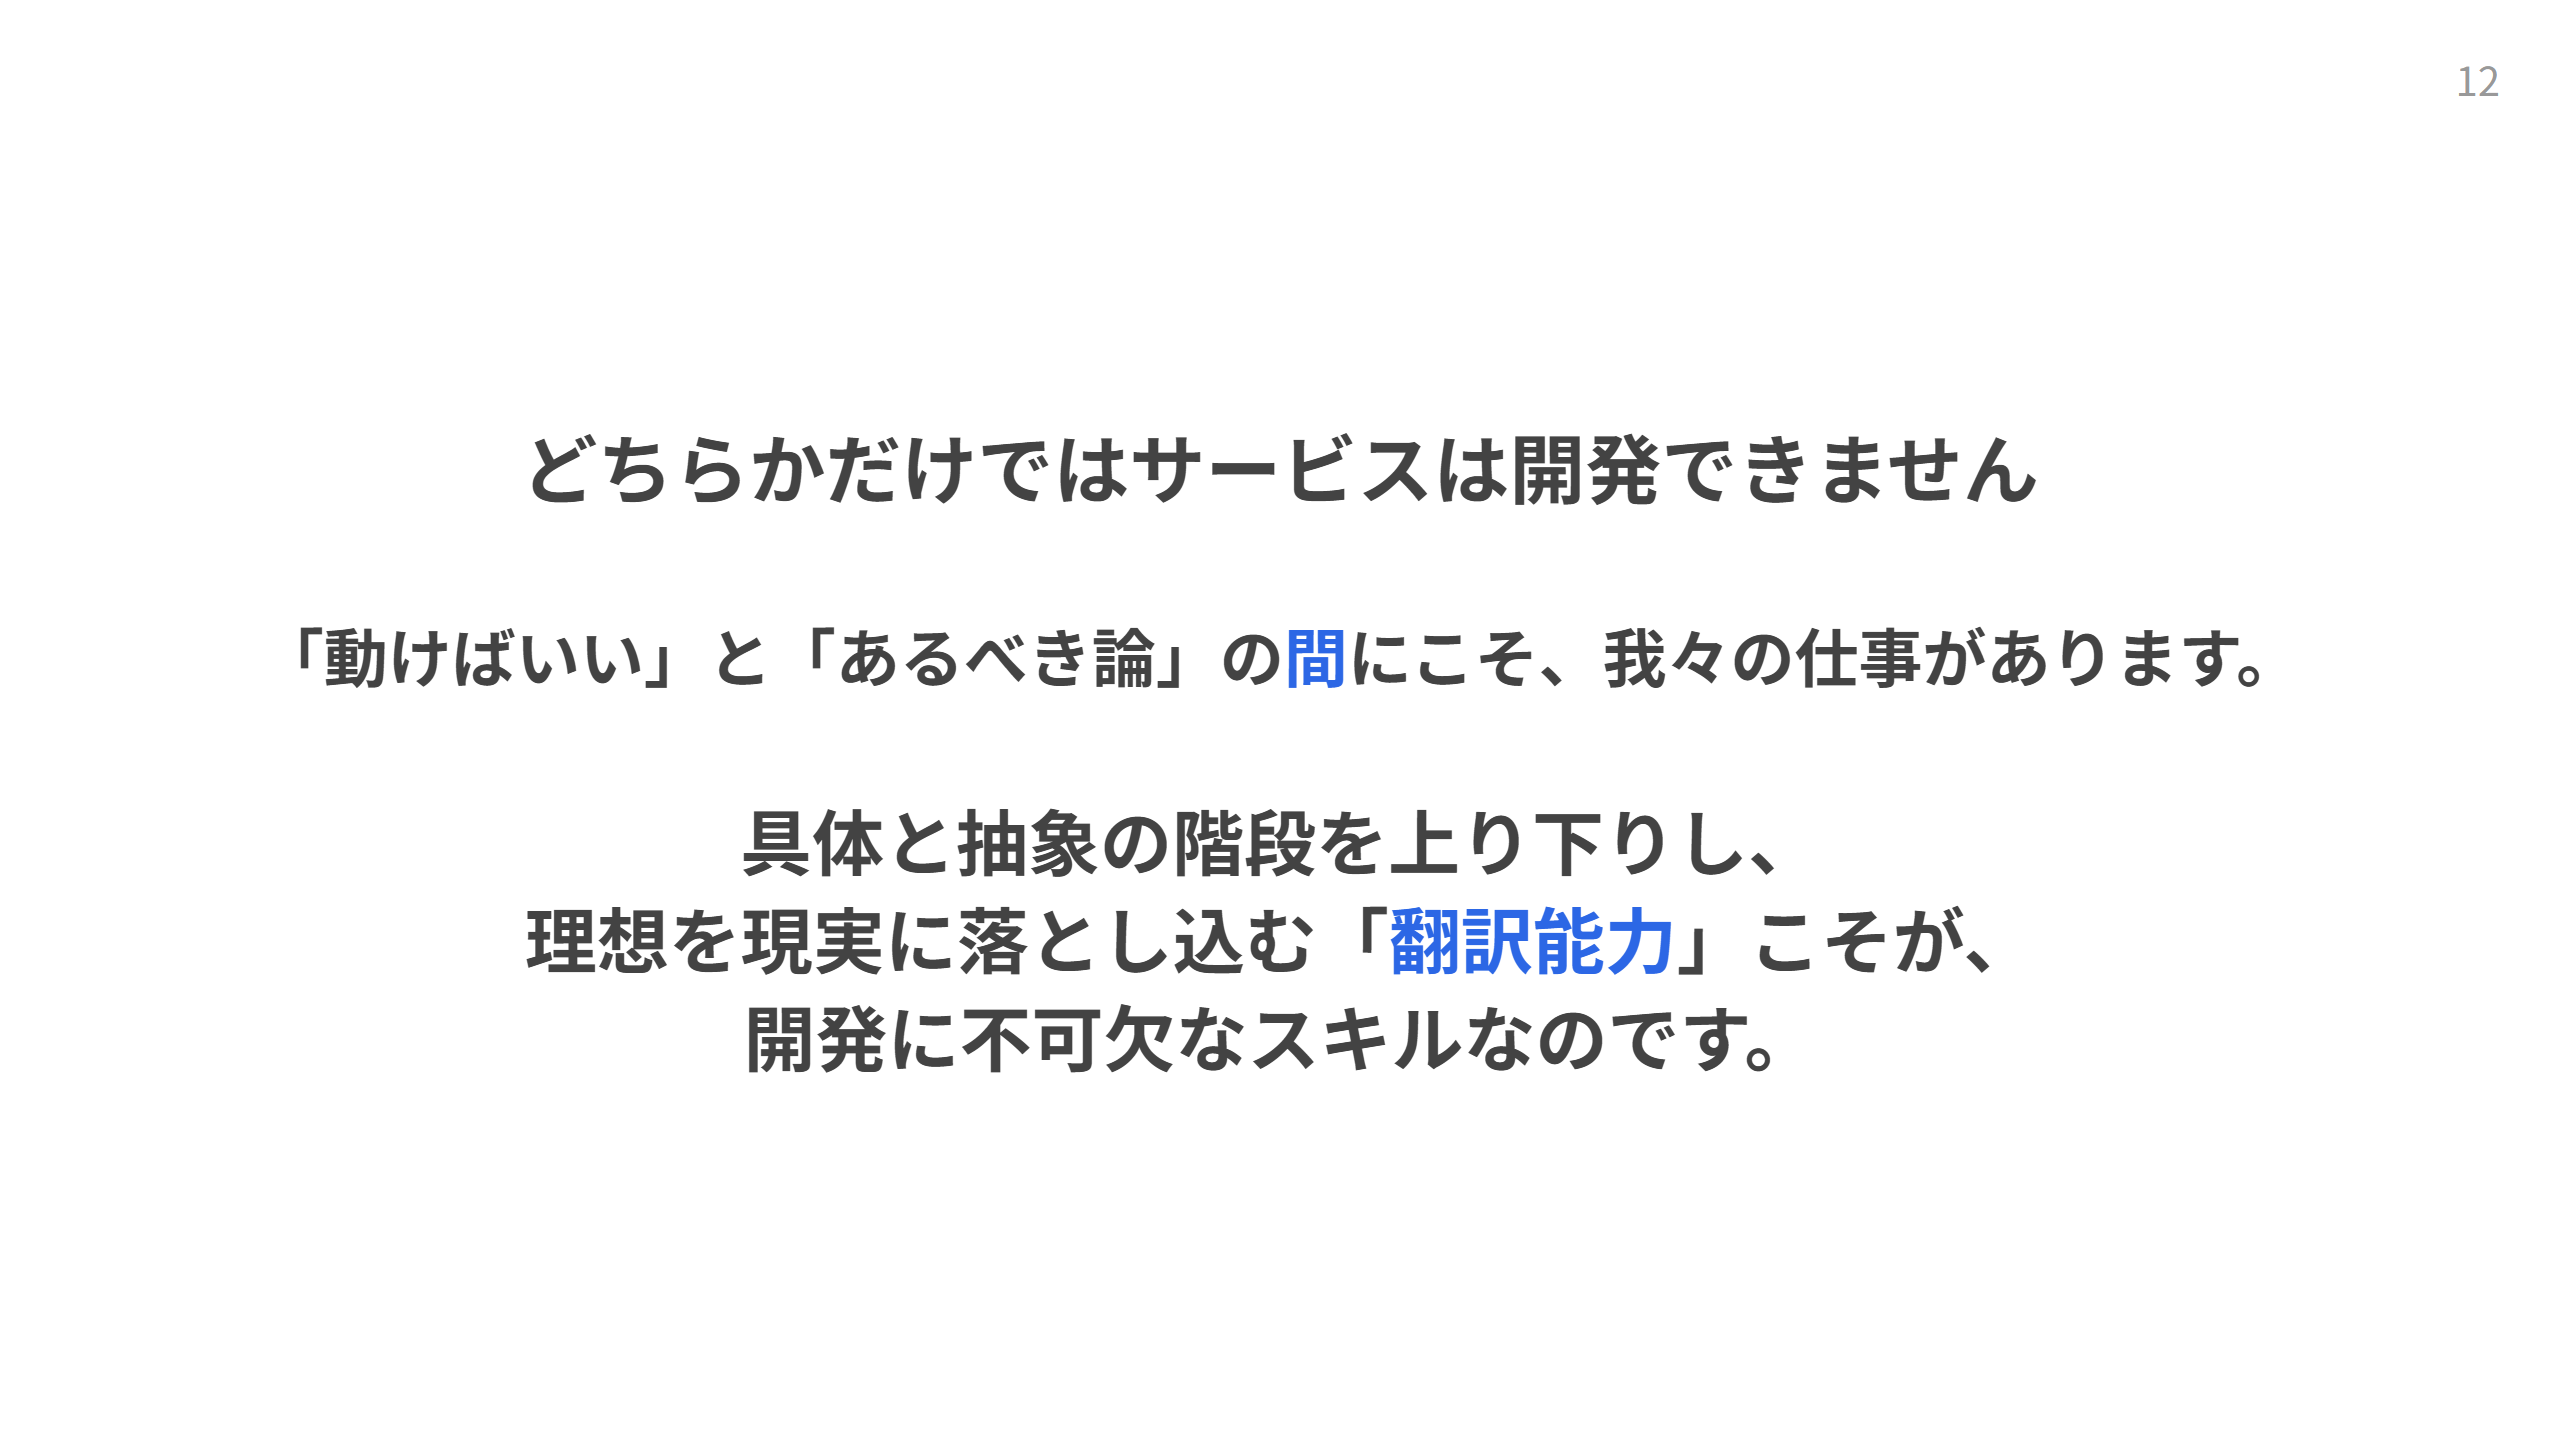 12
どちらかだけではサービスは開発できません
「動けばいい」と「あるべき論」の間にこそ、我々の仕事があります。
具体と抽象の階段を上り下りし、
理想を現実に落とし込む「翻訳能力」こそが、
開発に不可欠なスキルなのです。